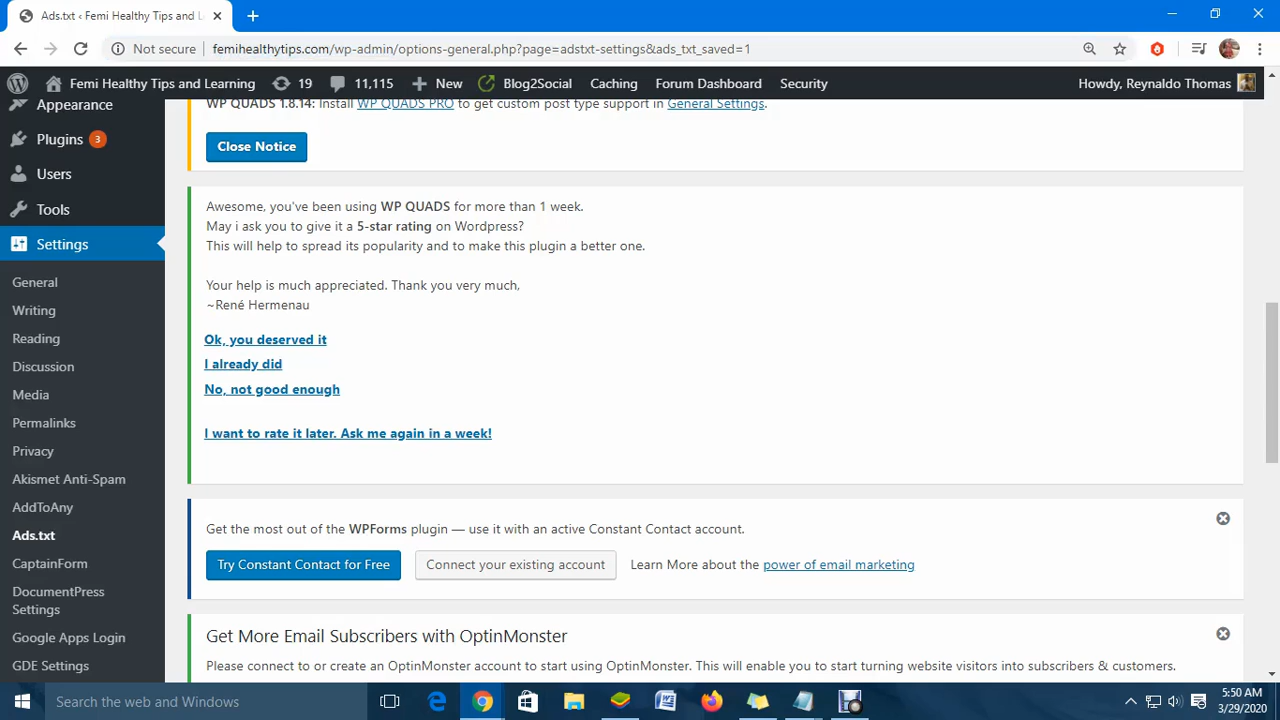 Ads.txt ‹ Femi Healthy Tips and L
Not secure
femihealthytips.com/wp-admin/options-general.php?page=adstxt-settings&ads_txt_saved=1
Femi Healthy Tips and Learning
19
11,115
New
Blog2Social
Caching
Forum Dashboard
Security
Howdy, Reynaldo Thomas
Appearance
Plugins 3
Users
Tools
Settings
General
Writing
Reading
Discussion
Media
Permalinks
Privacy
Akismet Anti-Spam
AddToAny
Ads.txt
CaptainForm
DocumentPress
Settings
Google Apps Login
GDE Settings
WP QUADS 1.8.14: Install WP QUADS PRO to get custom post type support in General Settings.
Close Notice
Awesome, you've been using WP QUADS for more than 1 week.
May i ask you to give it a 5-star rating on Wordpress?
This will help to spread its popularity and to make this plugin a better one.
Your help is much appreciated. Thank you very much,
~René Hermenau
Ok, you deserved it
I already did
No, not good enough
I want to rate it later. Ask me again in a week!
Get the most out of the WPForms plugin — use it with an active Constant Contact account.
Try Constant Contact for Free
Connect your existing account
Learn More about the power of email marketing
Get More Email Subscribers with OptinMonster
Please connect to or create an OptinMonster account to start using OptinMonster. This will enable you to start turning website visitors into subscribers & customers.
Search the web and Windows
5:50 AM
3/29/2020